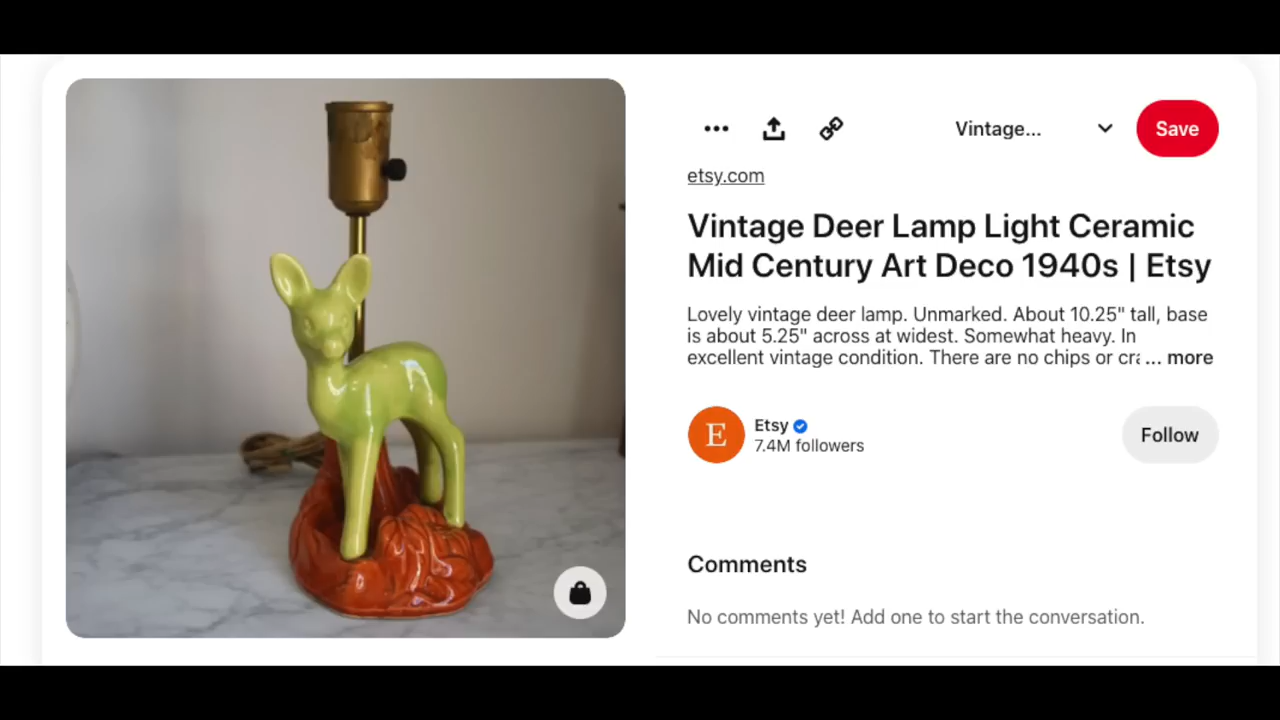 Vintage...
Save
etsy.com
Vintage Deer Lamp Light Ceramic
Mid Century Art Deco 1940s | Etsy
Lovely vintage deer lamp. Unmarked. About 10.25" tall, base
is about 5.25" across at widest. Somewhat heavy. In
excellent vintage condition. There are no chips or cra... more
E
Etsy
7.4M followers
Follow
Comments
No comments yet! Add one to start the conversation.